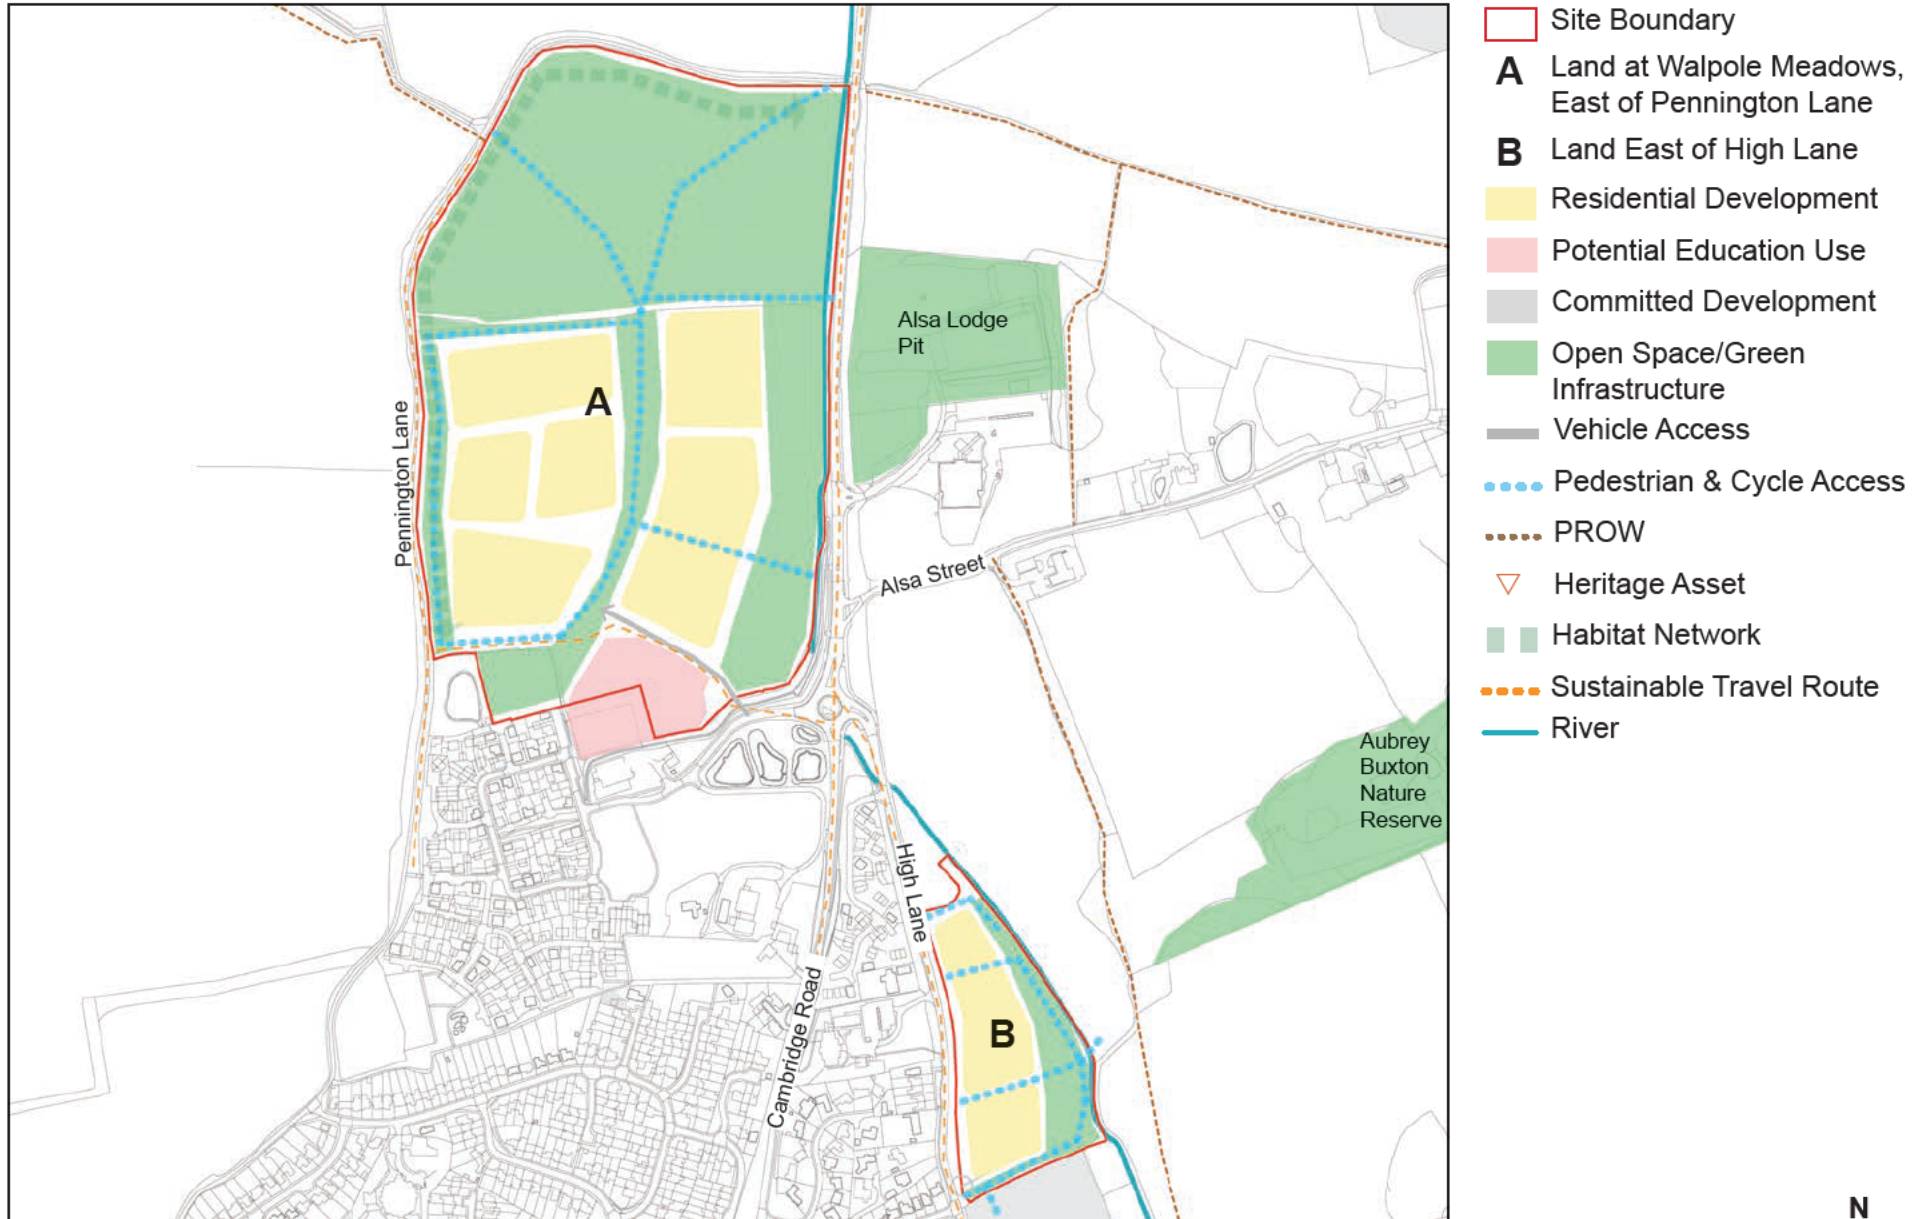 Alsa Lodge
Pit
A
Pennington Lane
Alsa Street
Aubrey
Buxton
Nature
Reserve
High Lane
B
Cambridge Road
Site Boundary
A Land at Walpole Meadows,
East of Pennington Lane
B Land East of High Lane
Residential Development
Potential Education Use
Committed Development
Open Space/Green
Infrastructure
Vehicle Access
Pedestrian & Cycle Access
PROW
Heritage Asset
Habitat Network
Sustainable Travel Route
River
N